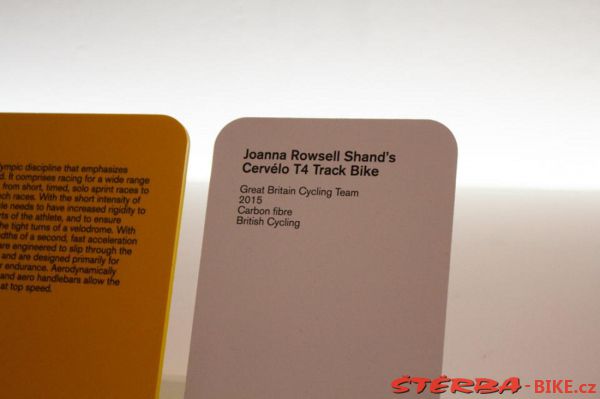 ympic discipline that emphasizes
d. It comprises racing for a wide range
from short, timed, solo sprint races to
ch races. With the short intensity of
le needs to have increased rigidity to
rts of the athlete, and to ensure
the tight turns of a velodrome. With
dths of a second, fast acceleration
are engineered to slip through the
and are designed primarily for
r endurance. Aerodynamically
and aero handlebars allow the
at top speed.
Joanna Rowsell Shand's
Cervélo T4 Track Bike
Great Britain Cycling Team
2015
Carbon fibre
British Cycling
ŠTĚRBA-BIKE.cz